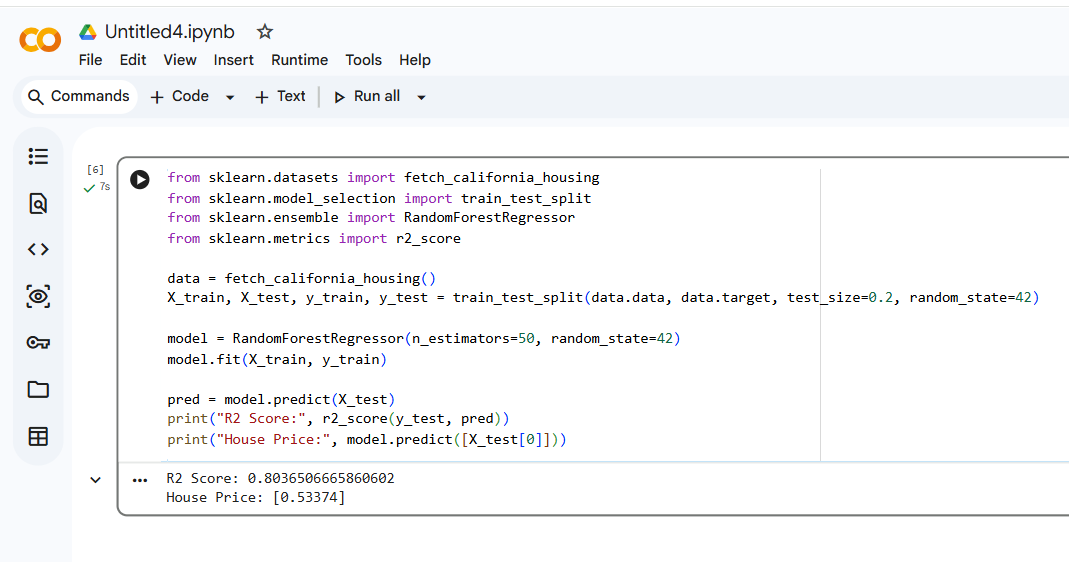 Untitled4.ipynb
File Edit View Insert Runtime Tools Help
Commands + Code + Text Run all
[6]
7s
from sklearn.datasets import fetch_california_housing
from sklearn.model_selection import train_test_split
from sklearn.ensemble import RandomForestRegressor
from sklearn.metrics import r2_score
data = fetch_california_housing()
X_train, X_test, y_train, y_test = train_test_split(data.data, data.target, test_size=0.2, random_state=42)
model = RandomForestRegressor(n_estimators=50, random_state=42)
model.fit(X_train, y_train)
pred = model.predict(X_test)
print("R2 Score:", r2_score(y_test, pred))
print("House Price:", model.predict([X_test[0]]))
R2 Score: 0.8036506665860602
House Price: [0.53374]